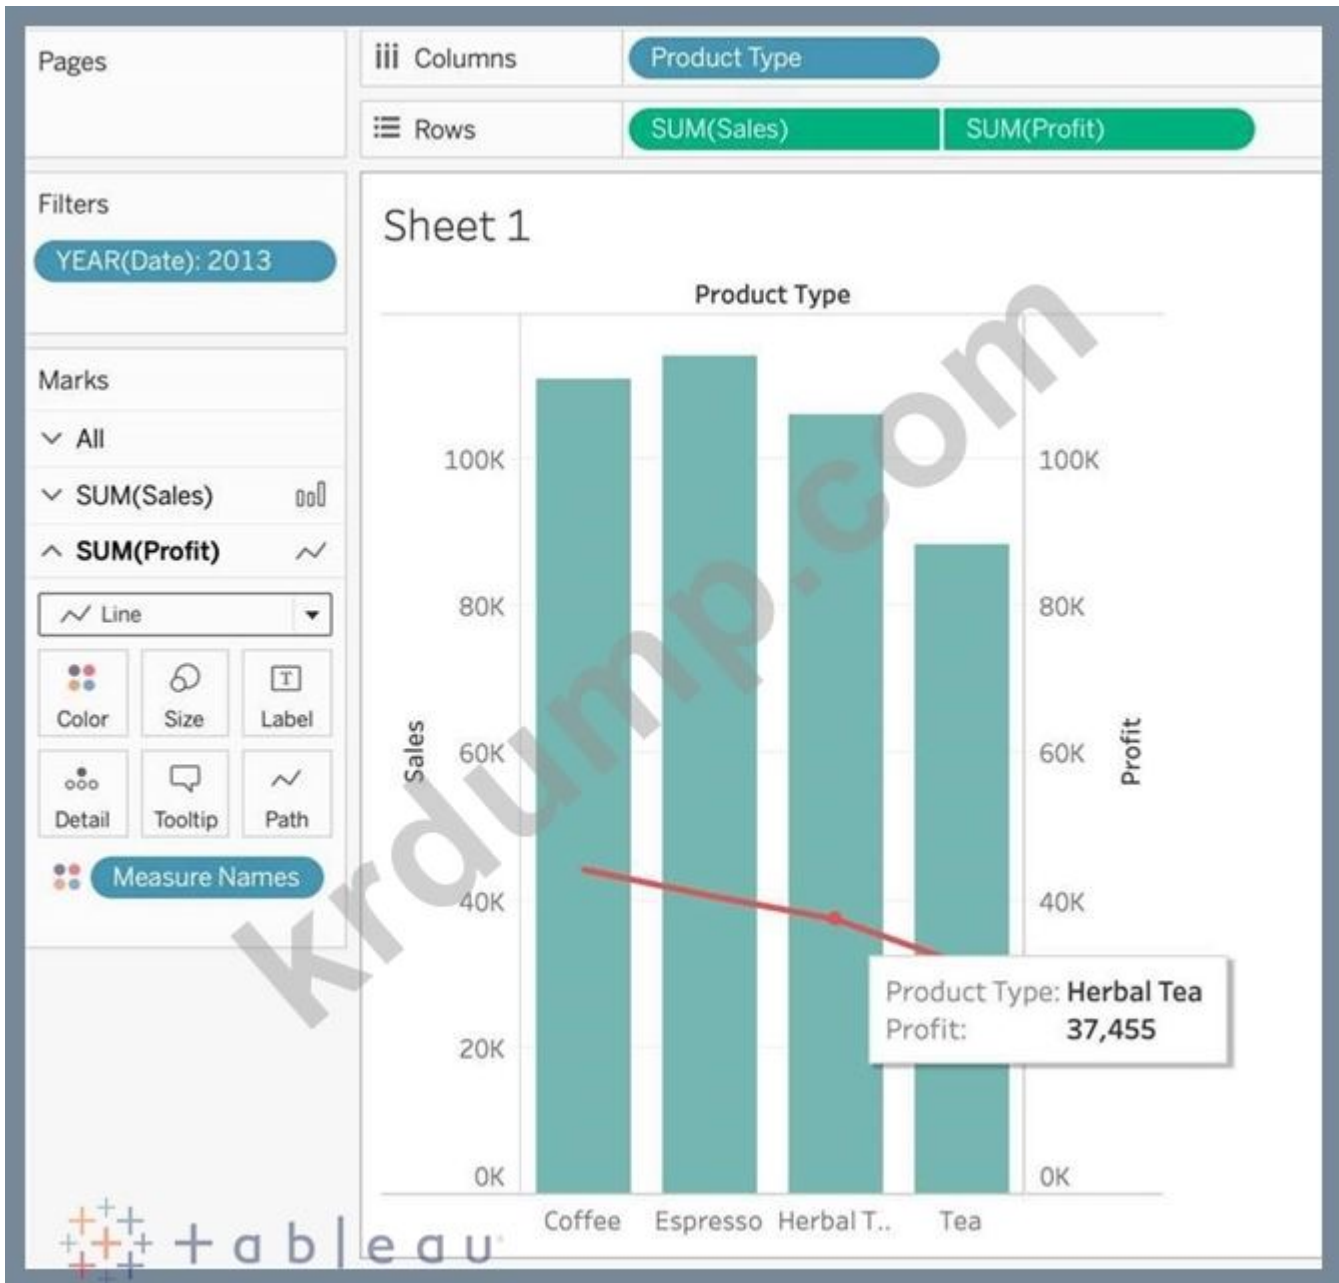 Pages
Columns
Product Type
Rows
SUM(Sales)
SUM(Profit)
Filters
YEAR(Date): 2013
Marks
All
SUM(Sales)
SUM(Profit)
Line
Color
Size
Label
Detail
Tooltip
Path
Measure Names
Sheet 1
Product Type
100K
80K
60K
40K
20K
0K
Sales
100K
80K
60K
40K
0K
Profit
Product Type: Herbal Tea
Profit: 37,455
Coffee
Espresso
Herbal T..
Tea
krdump.com
+ableau